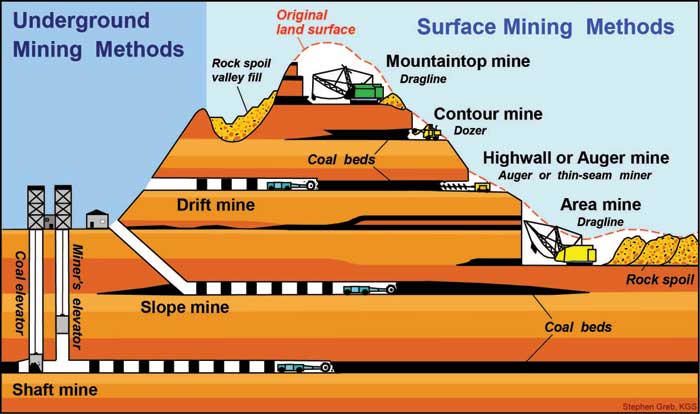 Underground
Mining Methods
Original
land surface
Surface Mining Methods
Rock spoil
valley fill
Mountaintop mine
Dragline
Contour mine
Dozer
Coal beds
Highwall or Auger mine
Auger or thin-seam miner
Drift mine
Area mine
Dragline
Coal elevator
Miner's elevator
Rock spoil
Slope mine
Coal beds
Shaft mine
Stephen Greb, KGS